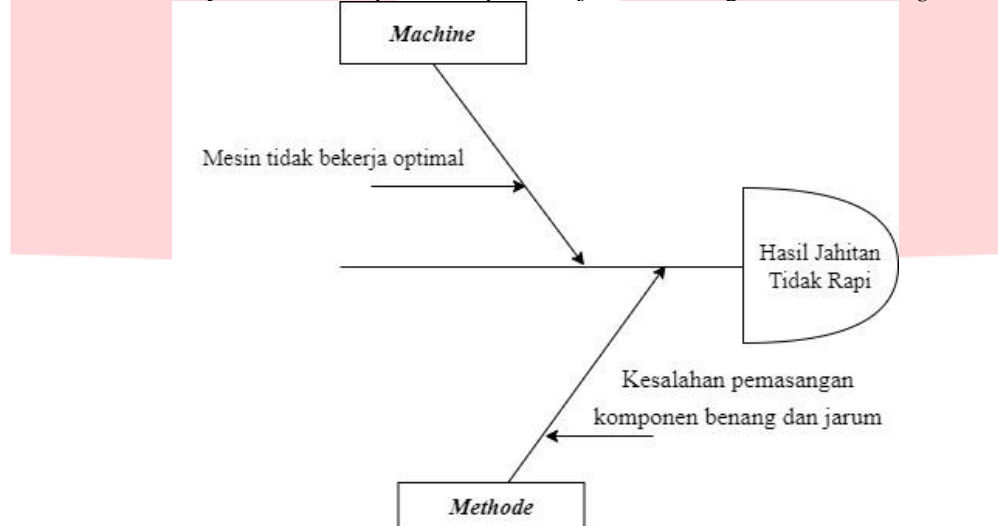 Machine
Mesin tidak bekerja optimal
Hasil Jahitan
Tidak Rapi
Kesalahan pemasangan
komponen benang dan jarum
Methode